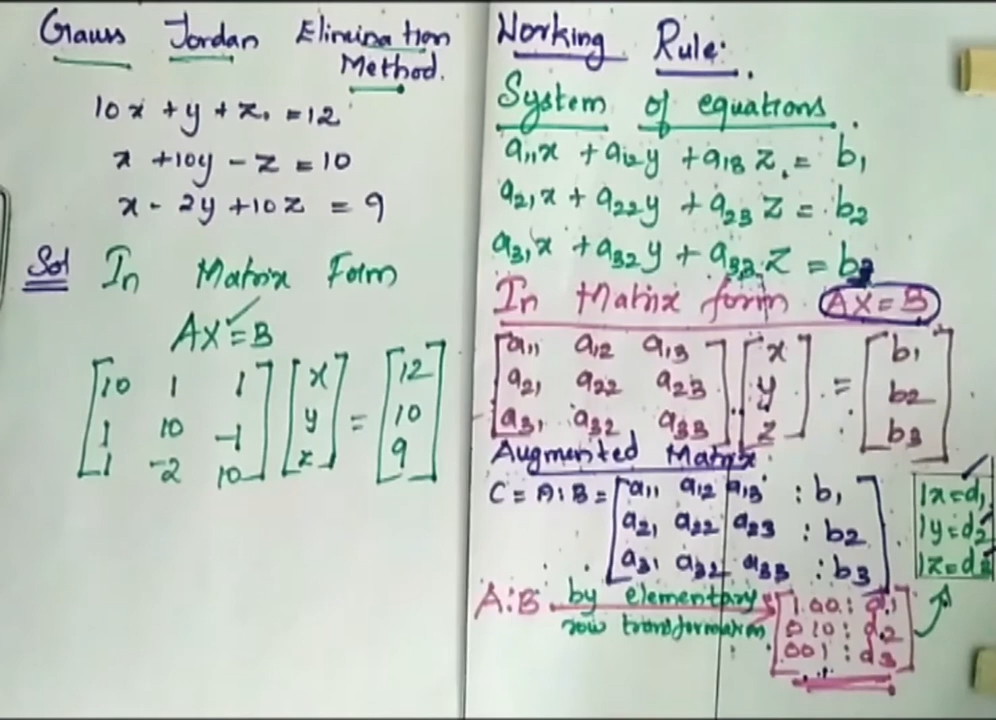 Gauss Jordan Elimination
Method.
10x + y + z = 12
x + 10y - z = 10
x - 2y + 10z = 9
Sol In Matrix Form
AX = B
[10 1 1] [x] = [12]
[1 10 -1] [y] = [10]
[1 -2 10] [z] = [9]
Working Rule:
System of equations.
a11x + a12y + a13z = b1
a21x + a22y + a23z = b2
a31x + a32y + a33z = b3
In Matrix form AX = B
[a11 a12 a13] [x] = [b1]
[a21 a22 a23] [y] = [b2]
[a31 a32 a33] [z] = [b3]
Augmented Matrix
C = A:B = [a11 a12 a13 : b1]
[a21 a22 a23 : b2]
[a31 a32 a33 : b3]
1x=d1
1y=d2
1z=d3
A:B by elementary
row transformation
[1 0 0 : d1]
[0 1 0 : d2]
[0 0 1 : d3]